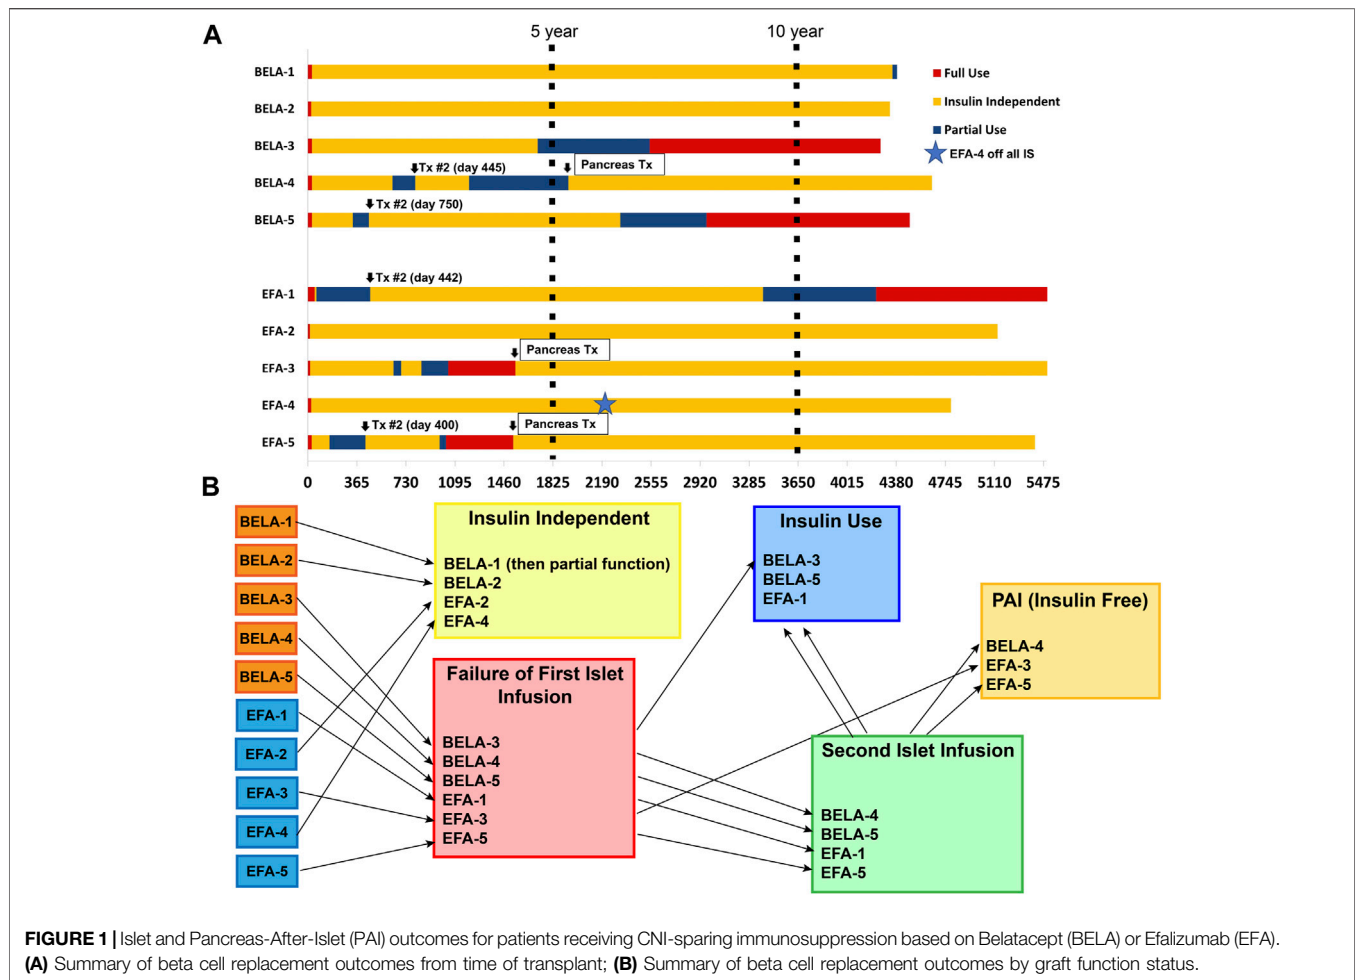 A
5 year
10 year
BELA-1
BELA-2
BELA-3
BELA-4
BELA-5
EFA-1
EFA-2
EFA-3
EFA-4
EFA-5
Full Use
Insulin Independent
Partial Use
EFA-4 off all IS
Tx #2 (day 445)
Pancreas Tx
Tx #2 (day 750)
Tx #2 (day 442)
Pancreas Tx
Tx #2 (day 400)
Pancreas Tx
0 365 730 1095 1460 1825 2190 2555 2920 3285 3650 4015 4380 4745 5110 5475
B
BELA-1
BELA-2
BELA-3
BELA-4
BELA-5
EFA-1
EFA-2
EFA-3
EFA-4
EFA-5
Insulin Independent
BELA-1 (then partial function)
BELA-2
EFA-2
EFA-4
Failure of First Islet
Infusion
BELA-3
BELA-4
BELA-5
EFA-1
EFA-3
EFA-5
Insulin Use
BELA-3
BELA-5
EFA-1
PAI (Insulin Free)
BELA-4
EFA-3
EFA-5
Second Islet Infusion
BELA-4
BELA-5
EFA-1
EFA-5
FIGURE 1 | Islet and Pancreas-After-Islet (PAI) outcomes for patients receiving CNI-sparing immunosuppression based on Belatacept (BELA) or Efalizumab (EFA).
(A) Summary of beta cell replacement outcomes from time of transplant; (B) Summary of beta cell replacement outcomes by graft function status.